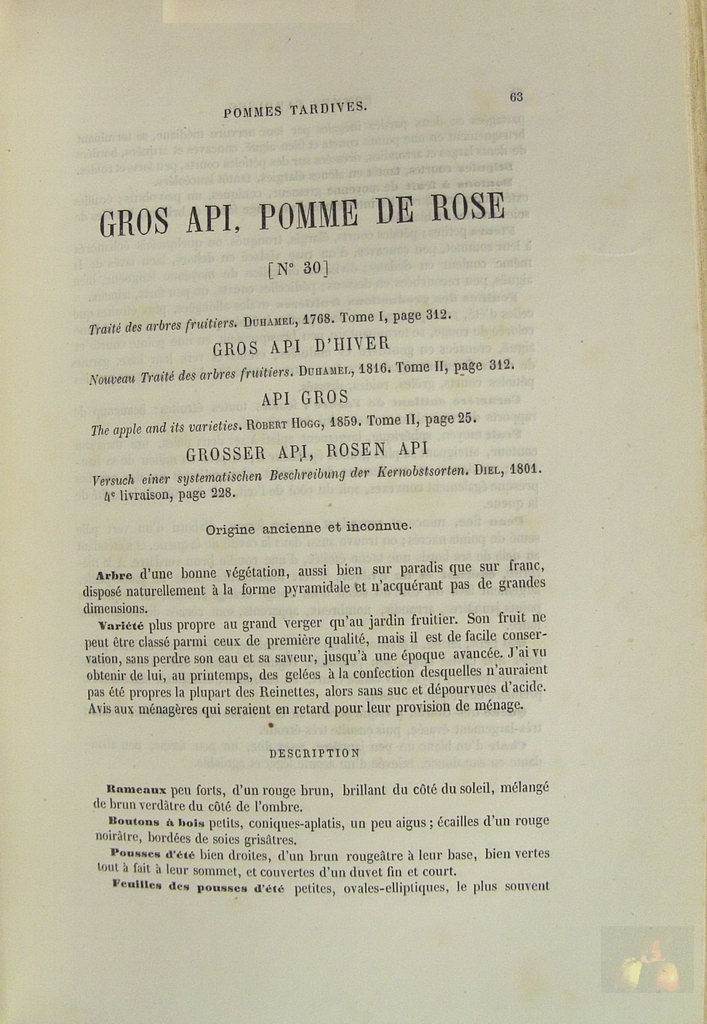 POMMES TARDIVES.
63
GROS API, POMME DE ROSE
[N° 30]
Traité des arbres fruitiers. DUHAMEL, 1768. Tome I, page 312.
GROS API D'HIVER
Nouveau Traité des arbres fruitiers. DUHAMEL, 1816. Tome II, page 312.
API GROS
The apple and its varieties. ROBERT HOGG, 1859. Tome II, page 25.
GROSSER API, ROSEN API
Versuch einer systematischen Beschreibung der Kernobstsorten. DIEL, 1801.
4e livraison, page 228.
Origine ancienne et inconnue.
Arbre d'une bonne végétation, aussi bien sur paradis que sur franc,
disposé naturellement à la forme pyramidale et n'acquérant pas de grandes
dimensions.
Variété plus propre au grand verger qu'au jardin fruitier. Son fruit ne
peut être classé parmi ceux de première qualité, mais il est de facile conser-
vation, sans perdre son eau et sa saveur, jusqu'à une époque avancée. J'ai vu
obtenir de lui, au printemps, des gelées à la confection desquelles n'auraient
pas été propres la plupart des Reinettes, alors sans suc et dépourvues d'acide.
Avis aux ménagères qui seraient en retard pour leur provision de ménage.
DESCRIPTION
Rameaux peu forts, d'un rouge brun, brillant du côté du soleil, mélangé
de brun verdâtre du côté de l'ombre.
Boutons à bois petits, coniques-aplatis, un peu aigus ; écailles d'un rouge
noirâtre, bordées de soies grisâtres.
Pousses d'été bien droites, d'un brun rougeâtre à leur base, bien vertes
tout à fait à leur sommet, et couvertes d'un duvet fin et court.
Feuilles des pousses d'été petites, ovales-elliptiques, le plus souvent